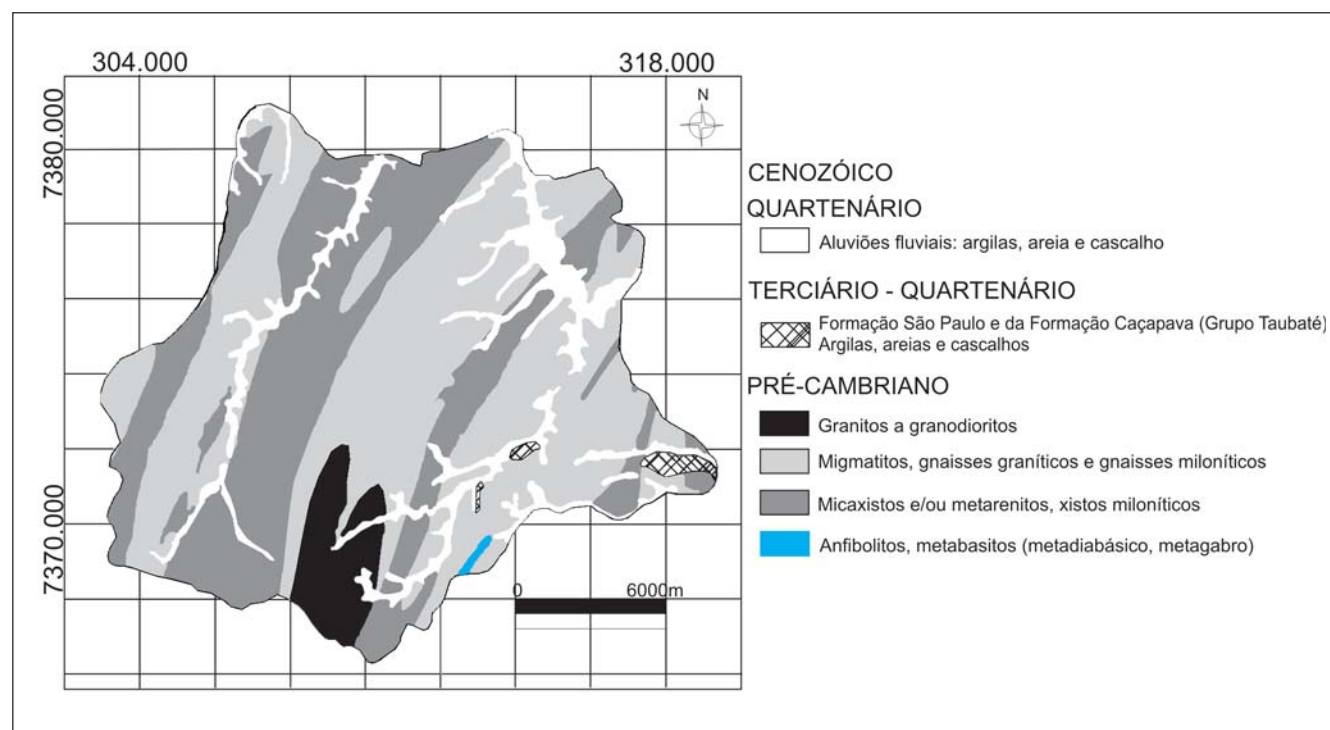 304.000
318.000
7380.000
7370.000
N
0
6000m
CENOZÓICO
QUARTENÁRIO
Aluviões fluviais: argilas, areia e cascalho
TERCIÁRIO - QUARTENÁRIO
Formação São Paulo e da Formação Caçapava (Grupo Taubaté)
Argilas, areias e cascalhos
PRÉ-CAMBRIANO
Granitos a granodioritos
Migmatitos, gnaisses graníticos e gnaisses miloníticos
Micaxistos e/ou metarenitos, xistos miloníticos
Anfibolitos, metabasitos (metadiabásico, metagabro)